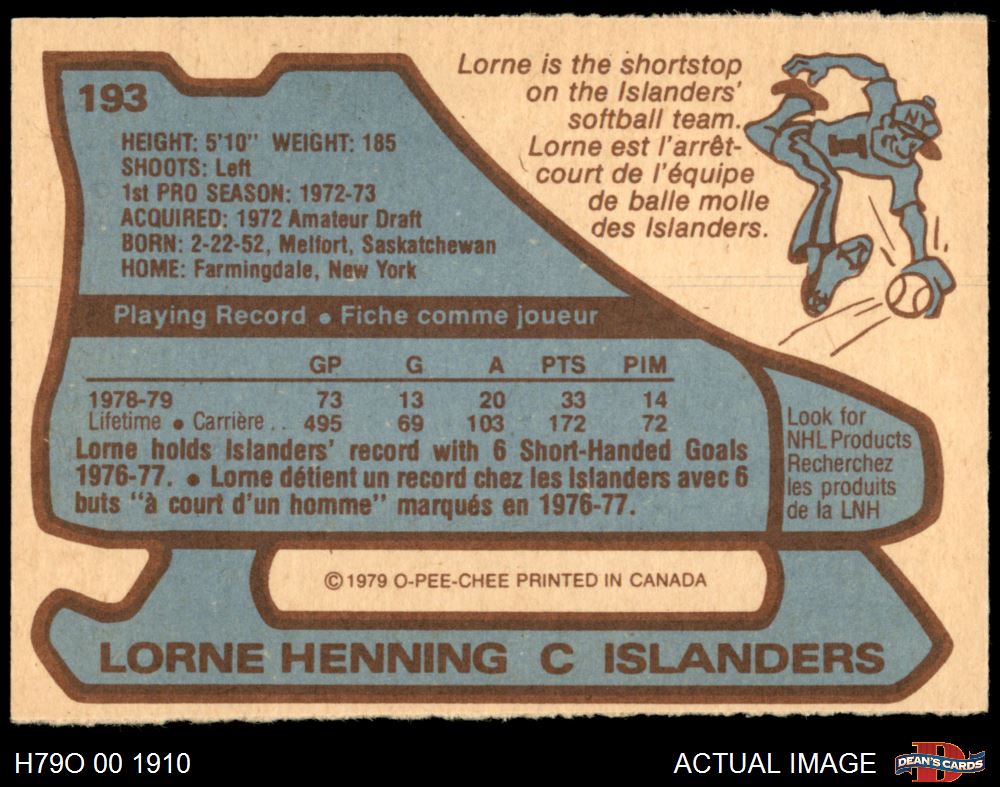 193
HEIGHT: 5'10" WEIGHT: 185
SHOOTS: Left
1st PRO SEASON: 1972-73
ACQUIRED: 1972 Amateur Draft
BORN: 2-22-52, Melfort, Saskatchewan
HOME: Farmingdale, New York
Lorne is the shortstop
on the Islanders'
softball team.
Lorne est l'arrêt-
court de l'équipe
de balle molle
des Islanders.
NY
Playing Record • Fiche comme joueur
GP G A PTS PIM
1978-79 73 13 20 33 14
Lifetime • Carrière .. 495 69 103 172 72
Lorne holds Islanders' record with 6 Short-Handed Goals
1976-77. • Lorne détient un record chez les Islanders avec 6
buts "à court d'un homme" marqués en 1976-77.
Look for
NHL Products
Recherchez
les produits
de la LNH
© 1979 O-PEE-CHEE PRINTED IN CANADA
LORNE HENNING C ISLANDERS
H79O 00 1910
ACTUAL IMAGE
D
DEAN'S CARDS